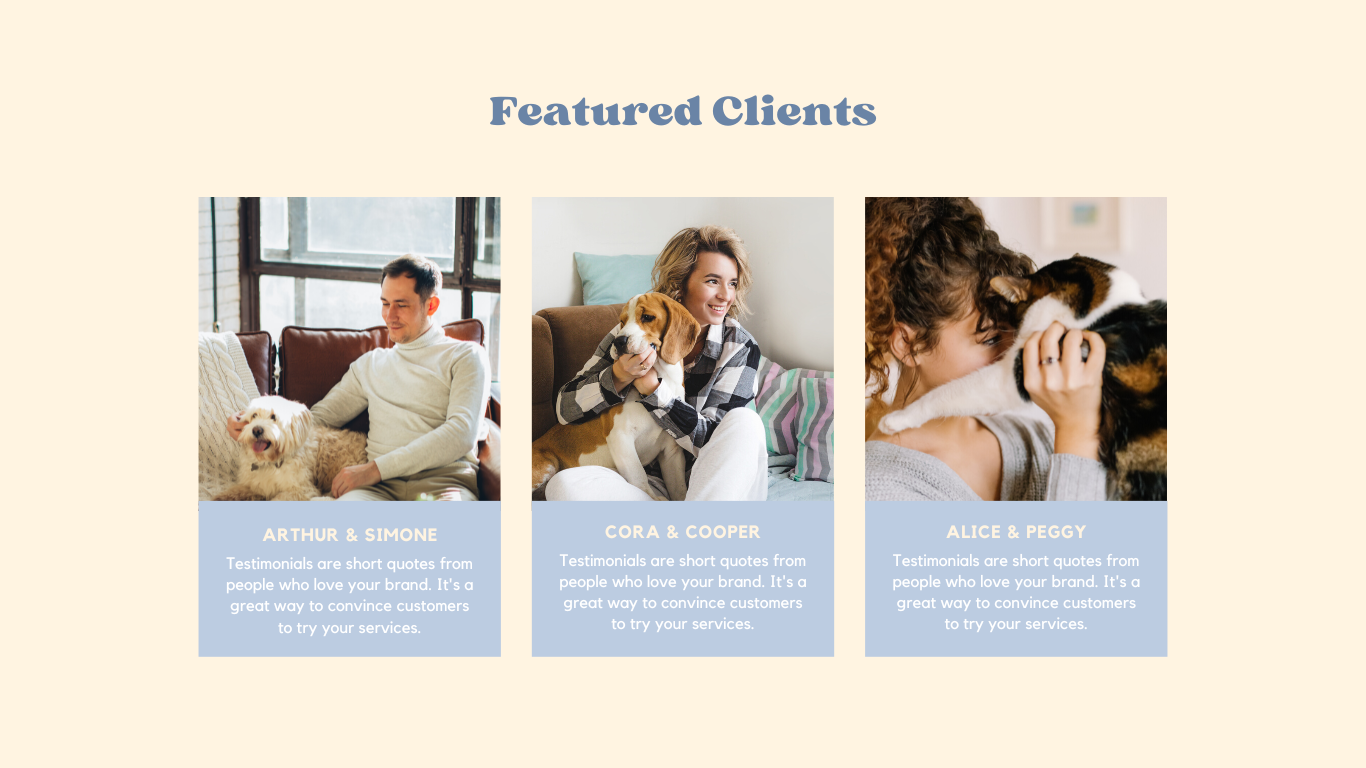 Featured Clients
ARTHUR & SIMONE
Testimonials are short quotes from
people who love your brand. It's a
great way to convince customers
to try your services.
CORA & COOPER
Testimonials are short quotes from
people who love your brand. It's a
great way to convince customers
to try your services.
ALICE & PEGGY
Testimonials are short quotes from
people who love your brand. It's a
great way to convince customers
to try your services.